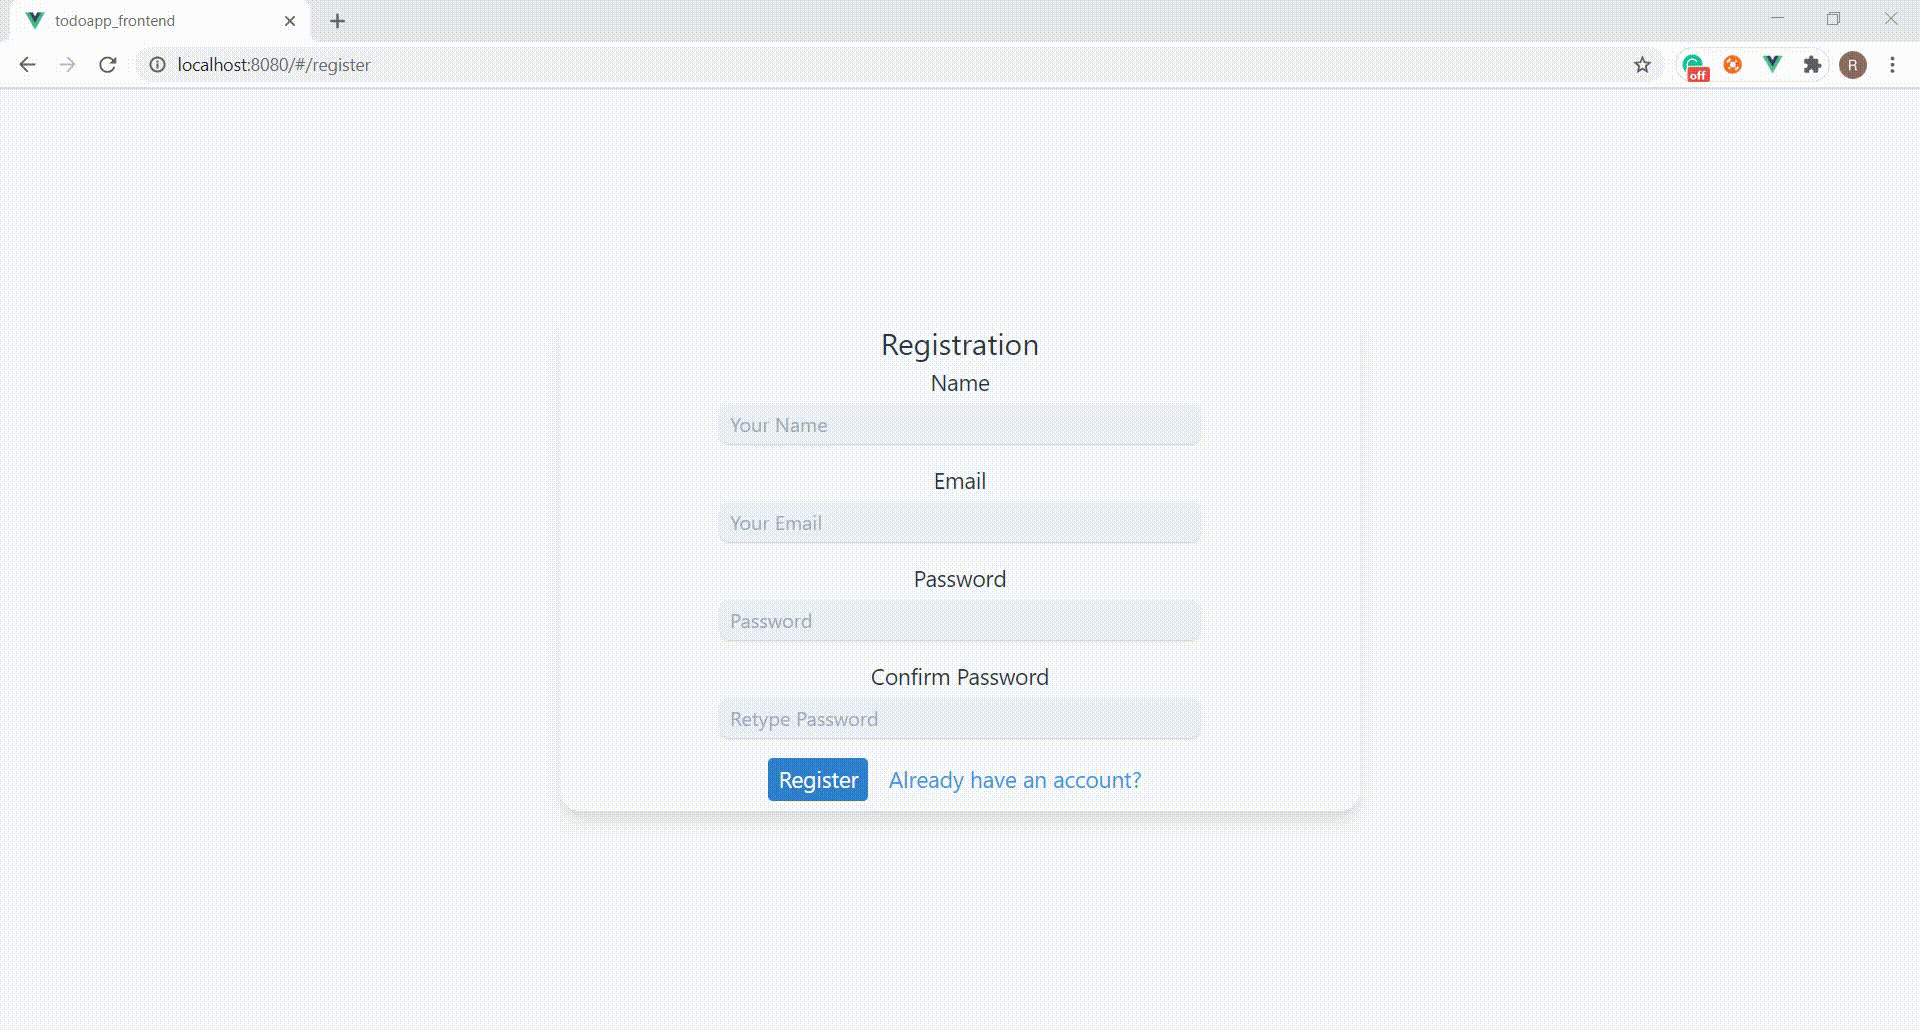 todoapp_frontend
localhost:8080/#/register
off
R
Registration
Name
Your Name
Email
Your Email
Password
Password
Confirm Password
Retype Password
Register Already have an account?